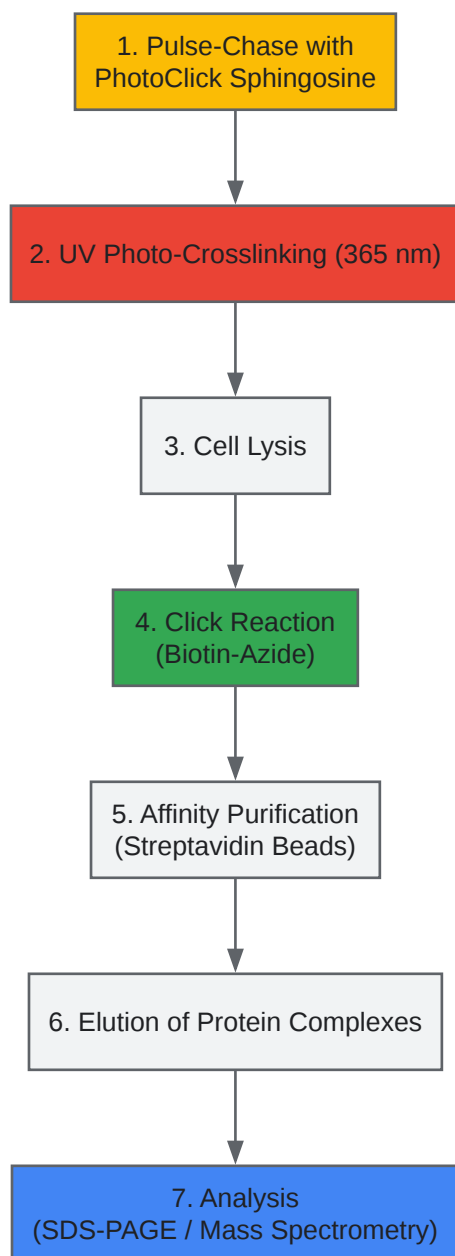 1. Pulse-Chase with
PhotoClick Sphingosine
2. UV Photo-Crosslinking (365 nm)
3. Cell Lysis
4. Click Reaction
(Biotin-Azide)
5. Affinity Purification
(Streptavidin Beads)
6. Elution of Protein Complexes
7. Analysis
(SDS-PAGE / Mass Spectrometry)